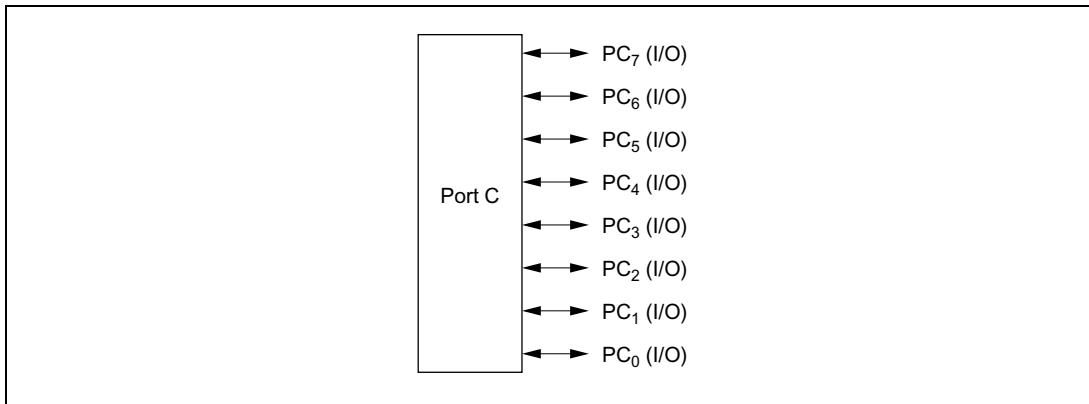 PC7 (I/O)
PC6 (I/O)
PC5 (I/O)
PC4 (I/O)
Port C
PC3 (I/O)
PC2 (I/O)
PC1 (I/O)
PC0 (I/O)